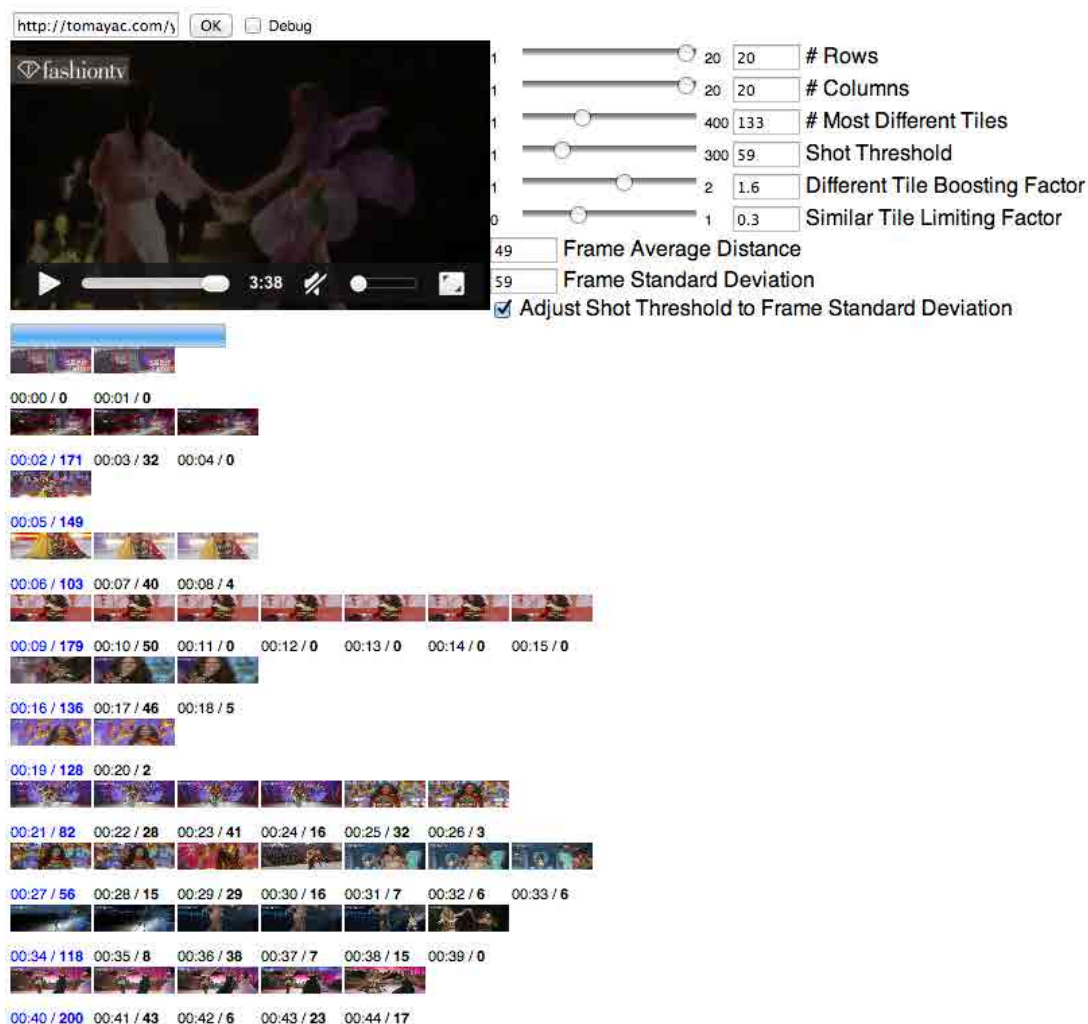 http://tomayac.com/y OK Debug
fashiontv
1 20 20 # Rows
1 20 20 # Columns
1 400 133 # Most Different Tiles
1 300 59 Shot Threshold
1 2 1.6 Different Tile Boosting Factor
0 1 0.3 Similar Tile Limiting Factor
49 Frame Average Distance
59 Frame Standard Deviation
3:38
Adjust Shot Threshold to Frame Standard Deviation
00:00 / 0 00:01 / 0
00:02 / 171 00:03 / 32 00:04 / 0
00:05 / 149
00:06 / 103 00:07 / 40 00:08 / 4
00:09 / 179 00:10 / 50 00:11 / 0 00:12 / 0 00:13 / 0 00:14 / 0 00:15 / 0
00:16 / 136 00:17 / 46 00:18 / 5
00:19 / 128 00:20 / 2
00:21 / 82 00:22 / 28 00:23 / 41 00:24 / 16 00:25 / 32 00:26 / 3
00:27 / 56 00:28 / 15 00:29 / 29 00:30 / 16 00:31 / 7 00:32 / 6 00:33 / 6
00:34 / 118 00:35 / 8 00:36 / 38 00:37 / 7 00:38 / 15 00:39 / 0
00:40 / 200 00:41 / 43 00:42 / 6 00:43 / 23 00:44 / 17